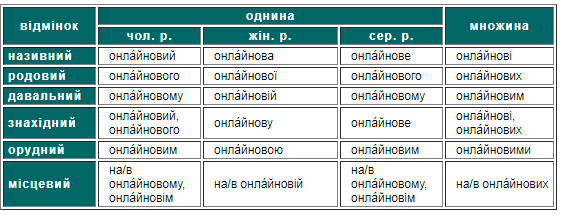 відмінок однина множина
чол. р. жін. р. сер. р.
називний онла́йновий онла́йнова онла́йнове онла́йнові
родовий онла́йнового онла́йнової онла́йнового онла́йнових
давальний онла́йновому онла́йновій онла́йновому онла́йновим
знахідний онла́йновий, онла́йнового онла́йнову онла́йнове онла́йнові, онла́йнових
орудний онла́йновим онла́йновою онла́йновим онла́йновими
місцевий на/в онла́йновому, онла́йновім на/в онла́йновій на/в онла́йновому, онла́йновім на/в онла́йнових